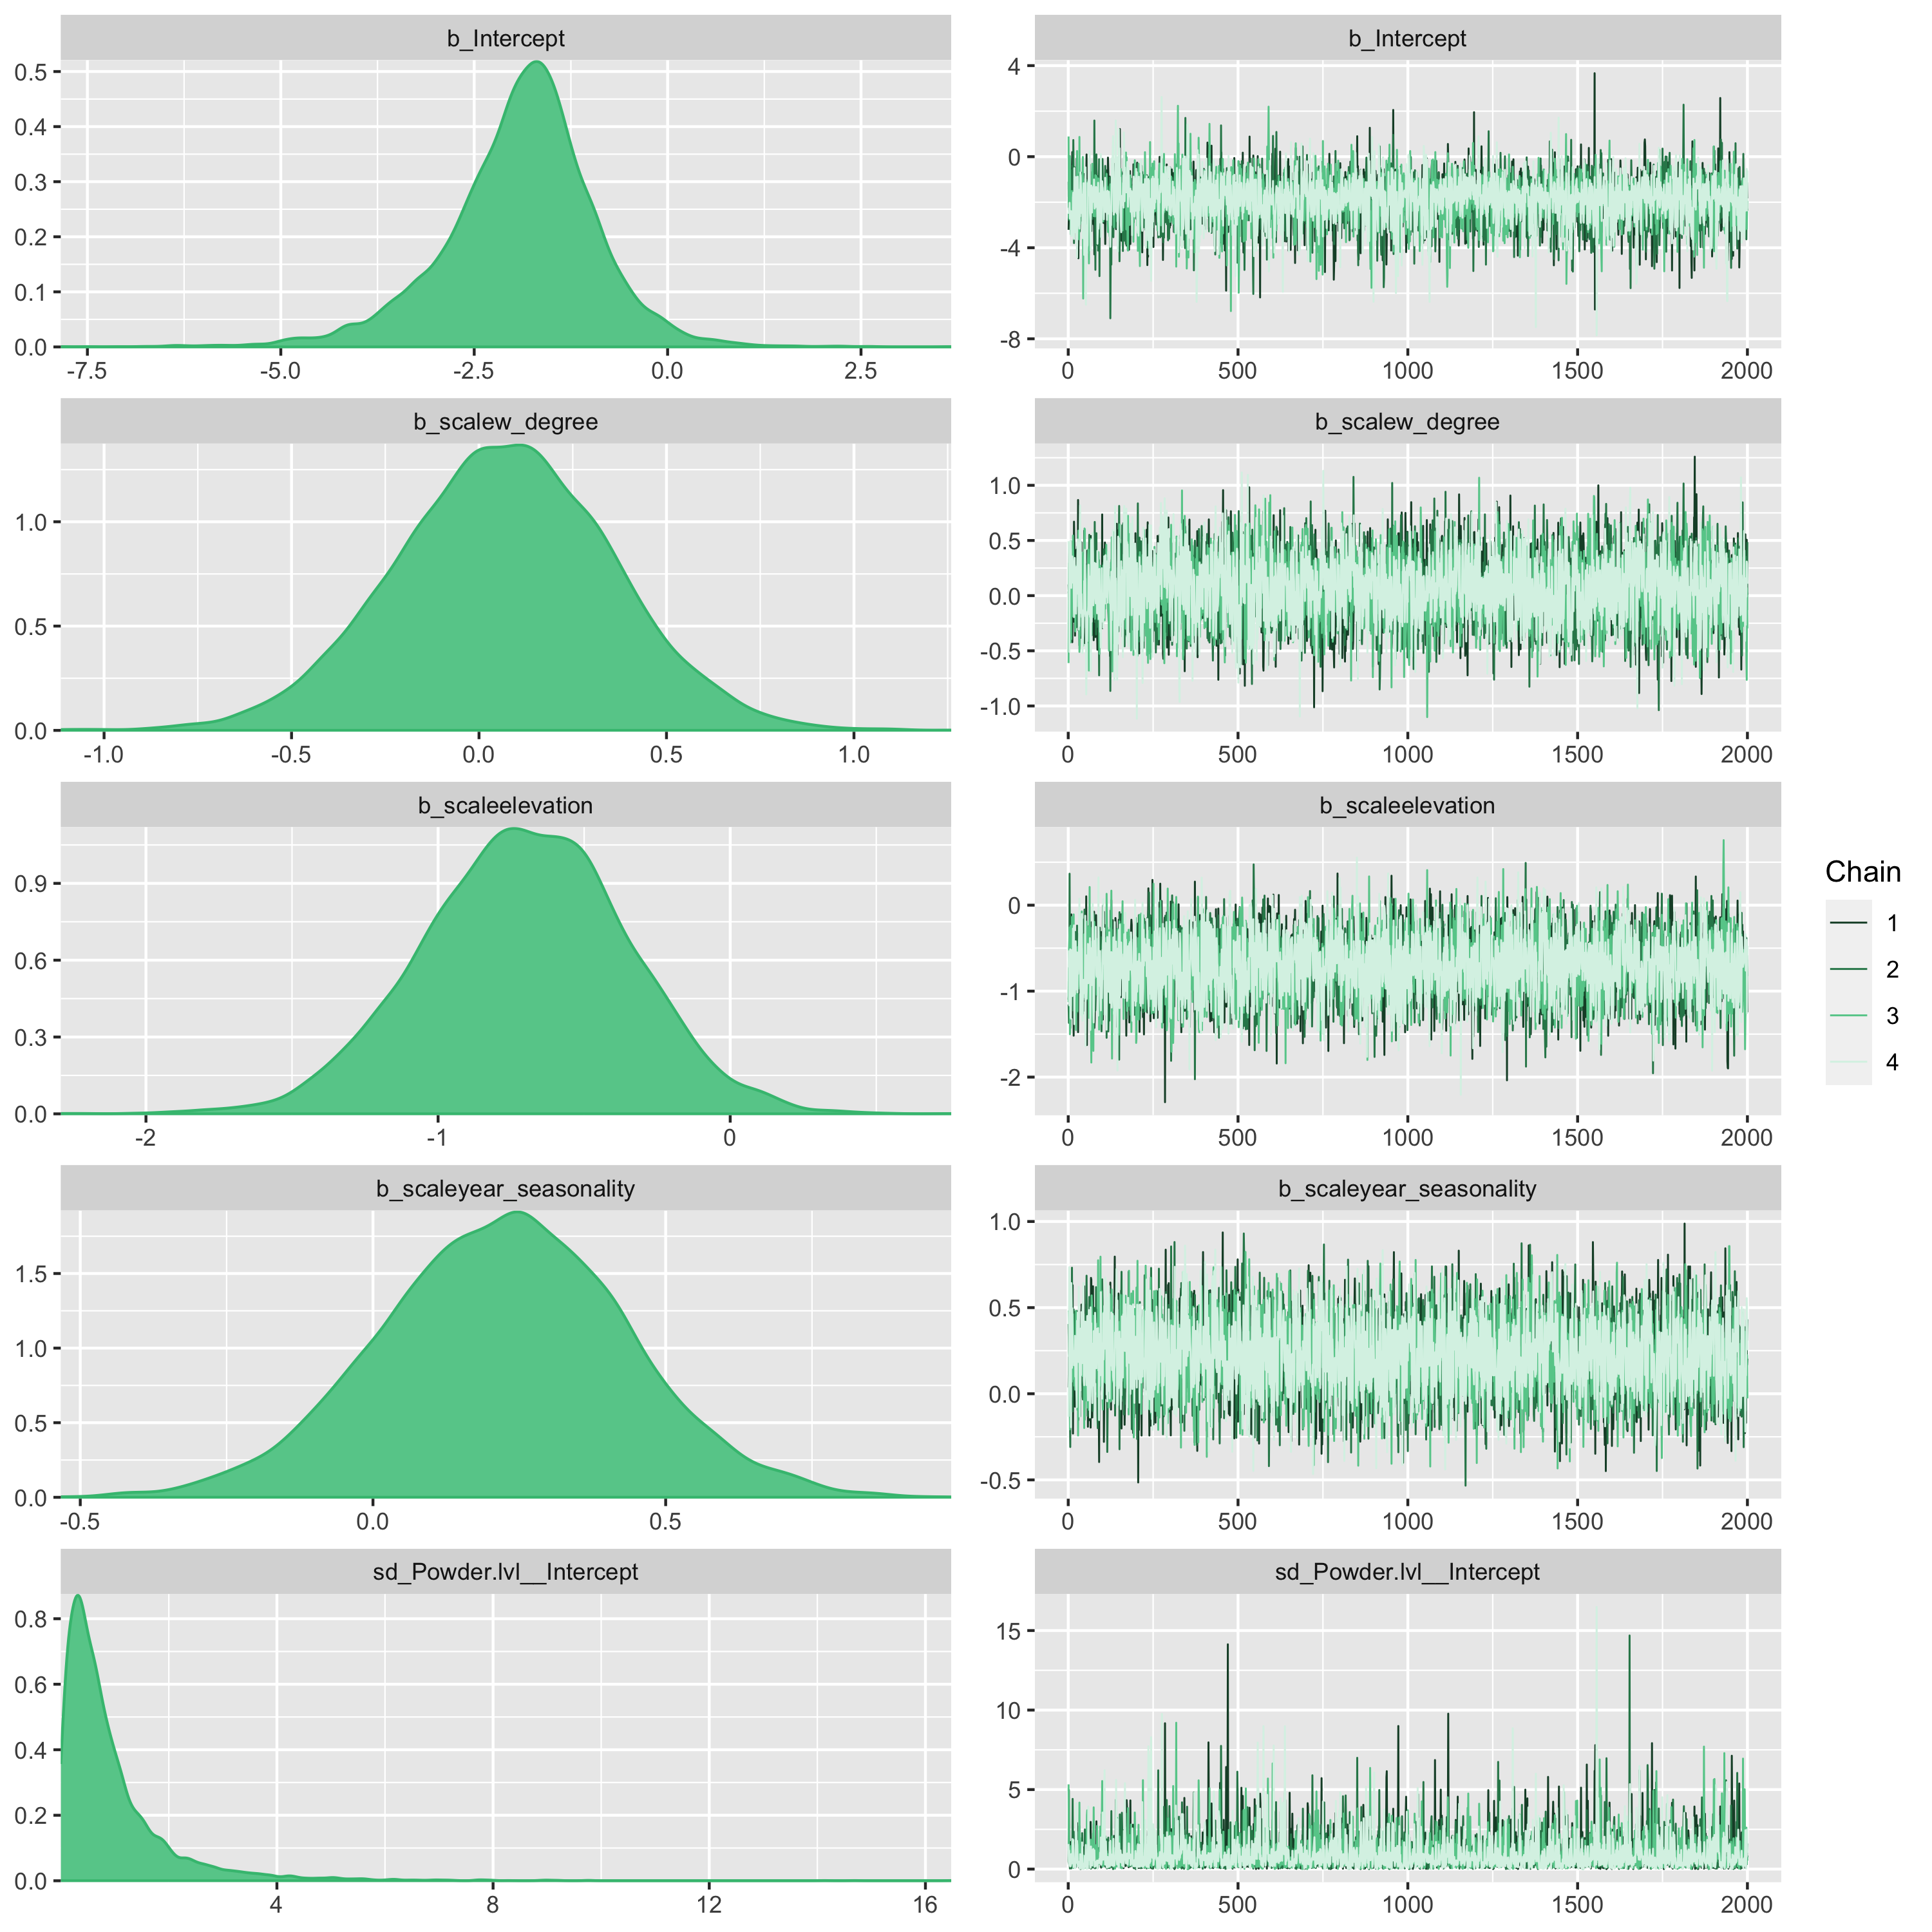 b_Intercept
0.5
0.4
0.3
0.2
0.1
0.0
-7.5 -5.0 -2.5 0.0 2.5
b_Intercept
4
0
-4
-8
0 500 1000 1500 2000
b_scalew_degree
1.0
0.5
0.0
-1.0 -0.5 0.0 0.5 1.0
b_scalew_degree
1.0
0.5
0.0
-0.5
-1.0
0 500 1000 1500 2000
b_scaleelevation
0.9
0.6
0.3
0.0
-2 -1 0
b_scaleelevation
0
-1
-2
0 500 1000 1500 2000
b_scaleyear_seasonality
1.5
1.0
0.5
0.0
-0.5 0.0 0.5
b_scaleyear_seasonality
1.0
0.5
0.0
-0.5
0 500 1000 1500 2000
sd_Powder.lvl__Intercept
0.8
0.6
0.4
0.2
0.0
4 8 12 16
sd_Powder.lvl__Intercept
15
10
5
0
0 500 1000 1500 2000
Chain
1
2
3
4